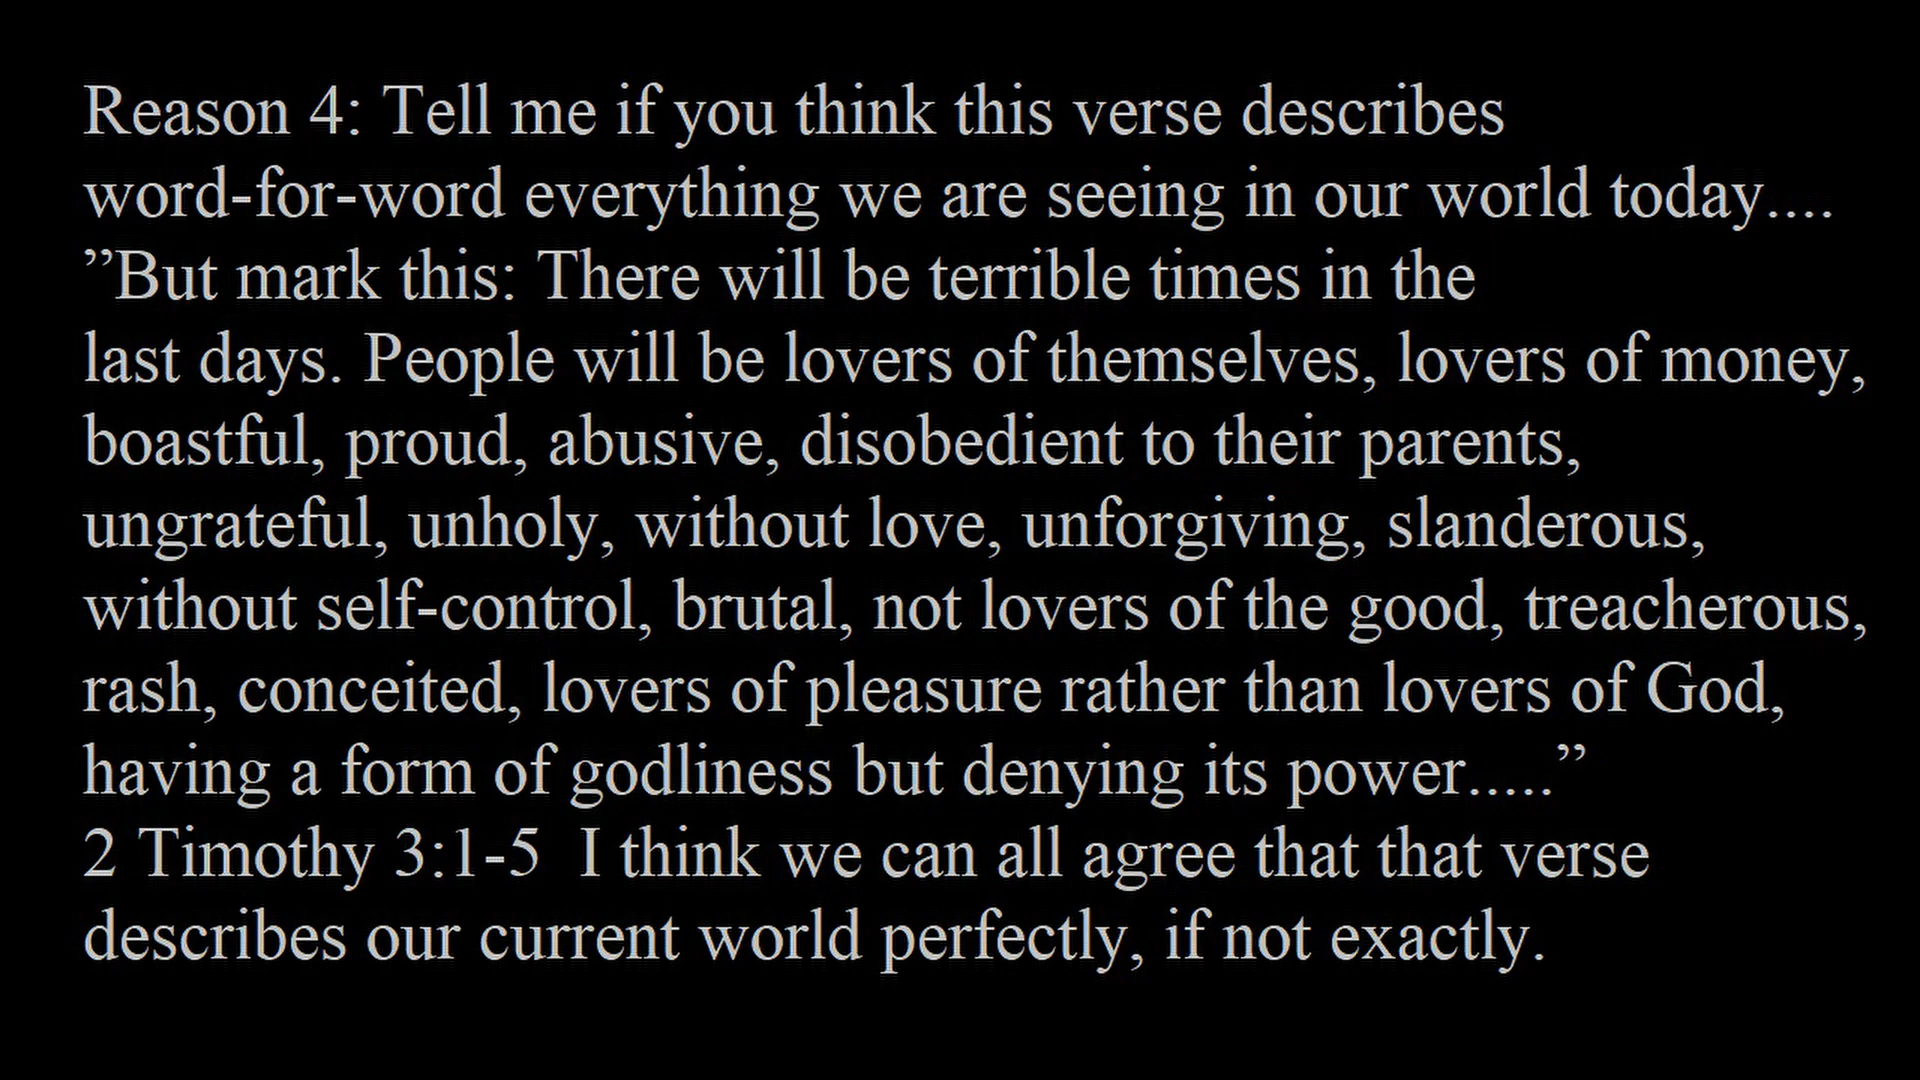 Reason 4: Tell me if you think this verse describes
word-for-word everything we are seeing in our world today....
”But mark this: There will be terrible times in the
last days. People will be lovers of themselves, lovers of money,
boastful, proud, abusive, disobedient to their parents,
ungrateful, unholy, without love, unforgiving, slanderous,
without self-control, brutal, not lovers of the good, treacherous,
rash, conceited, lovers of pleasure rather than lovers of God,
having a form of godliness but denying its power.....”
2 Timothy 3:1-5  I think we can all agree that that verse
describes our current world perfectly, if not exactly.